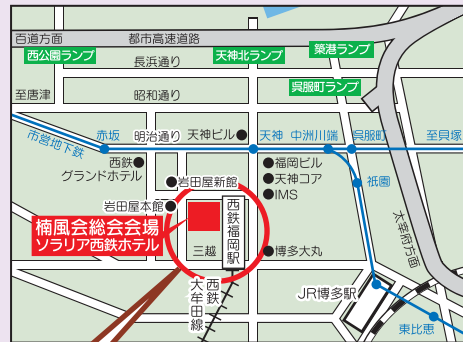 百道方面
都市高速道路
築港ランプ
西公園ランプ
天神北ランプ
長浜通り
呉服町ランプ
至唐津
昭和通り
市営地下鉄
赤坂
明治通り
天神ビル
天神
中洲川端
呉服町
至貝塚
西鉄
グランドホテル
福岡ビル
天神コア
IMS
祇園
岩田屋新館
岩田屋本館
西鉄福岡駅
太宰府方面
楠風会総会会場
ソラリア西鉄ホテル
三越
博多大丸
西鉄
大牟田線
JR博多駅
東比恵